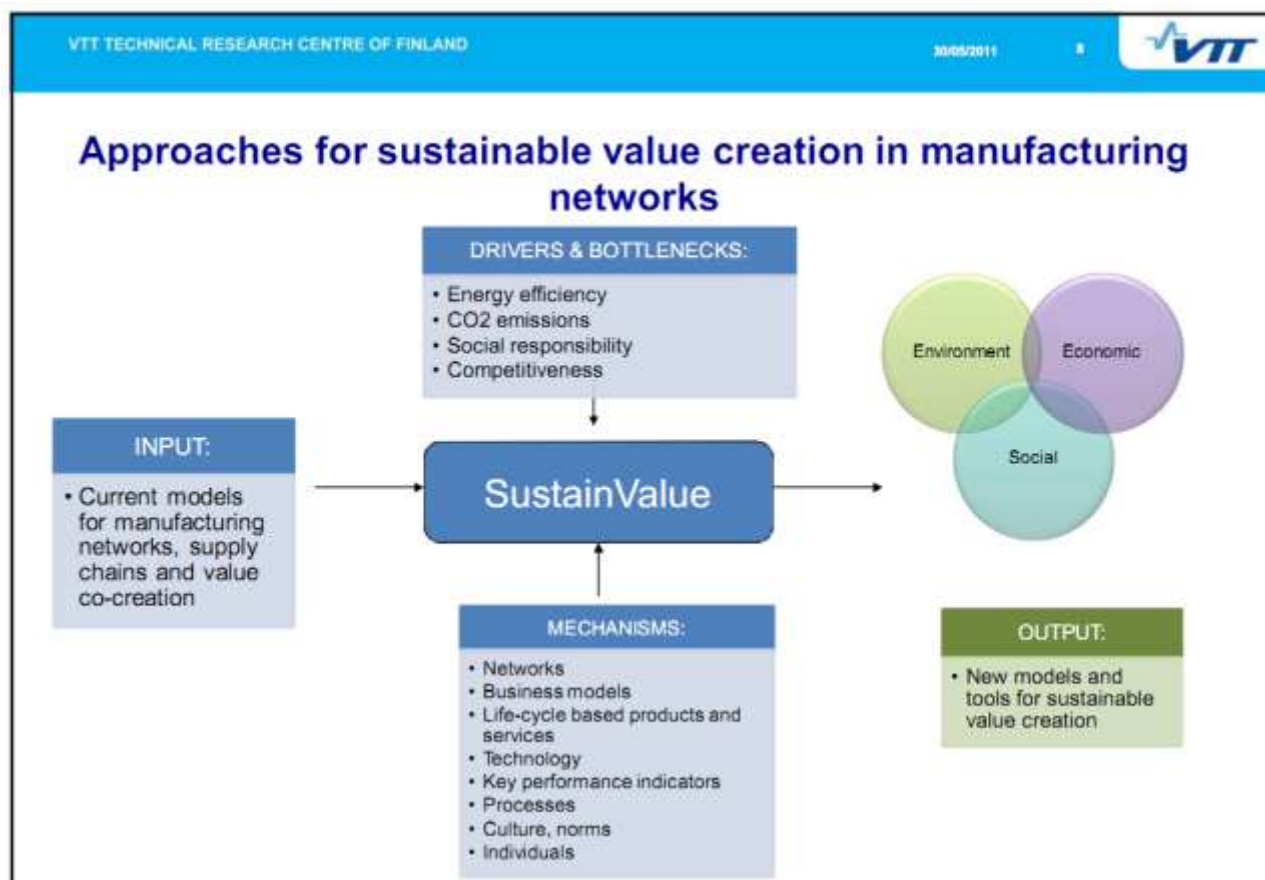 VTT TECHNICAL RESEARCH CENTRE OF FINLAND
30/05/2011
8
VTT
Approaches for sustainable value creation in manufacturing
networks
DRIVERS & BOTTLENECKS:
• Energy efficiency
• CO2 emissions
• Social responsibility
• Competitiveness
Environment
Economic
Social
INPUT:
• Current models
for manufacturing
networks, supply
chains and value
co-creation
SustainValue
MECHANISMS:
• Networks
• Business models
• Life-cycle based products and
services
• Technology
• Key performance indicators
• Processes
• Culture, norms
• Individuals
OUTPUT:
• New models and
tools for sustainable
value creation